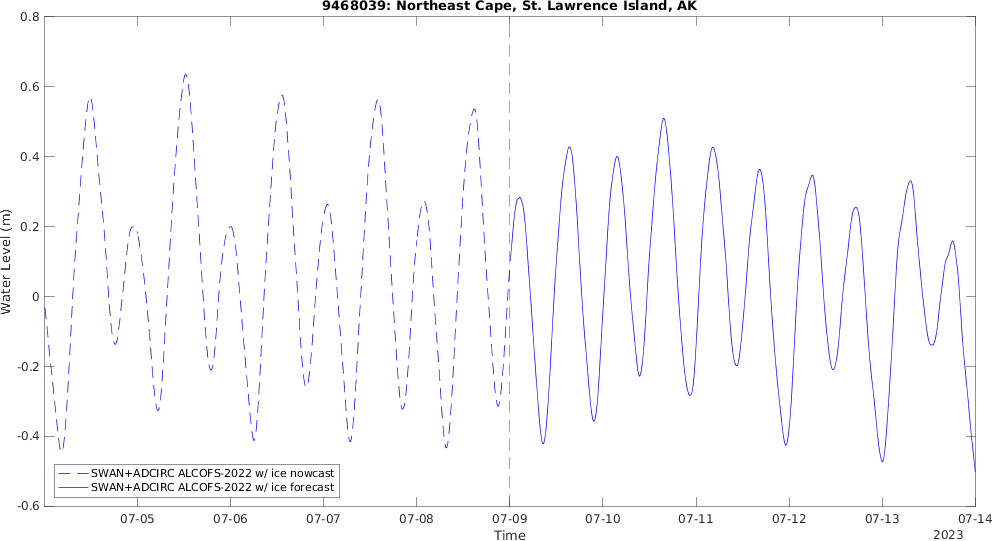 9468039: Northeast Cape, St. Lawrence Island, AK
0.8
0.6
0.4
0.2
0
-0.2
-0.4
-0.6
Water Level (m)
SWAN+ADCIRC ALCOFS-2022 w/ ice nowcast
SWAN+ADCIRC ALCOFS-2022 w/ ice forecast
07-05 07-06 07-07 07-08 07-09 07-10 07-11 07-12 07-13 07-14
Time
2023